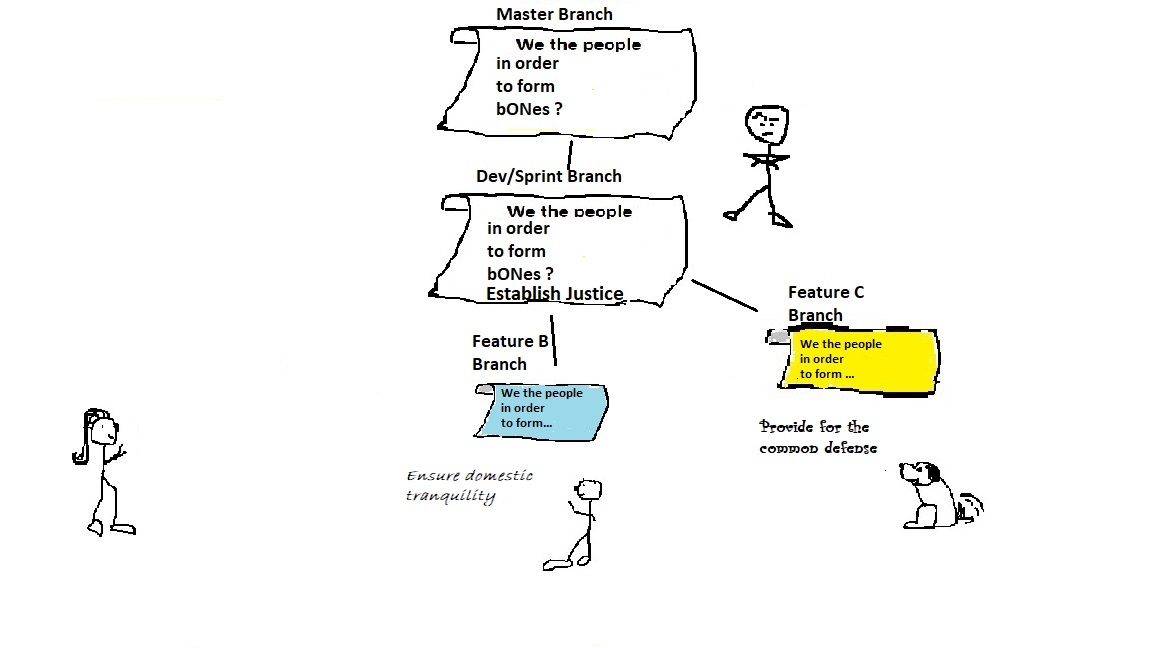 Master Branch
We the people
in order
to form
bONes ?
Dev/Sprint Branch
We the people
in order
to form
bONes ?
Establish Justice
Feature C
Branch
We the people
in order
to form ...
Feature B
Branch
We the people
in order
to form...
Provide for the
common defense
Ensure domestic
tranquility